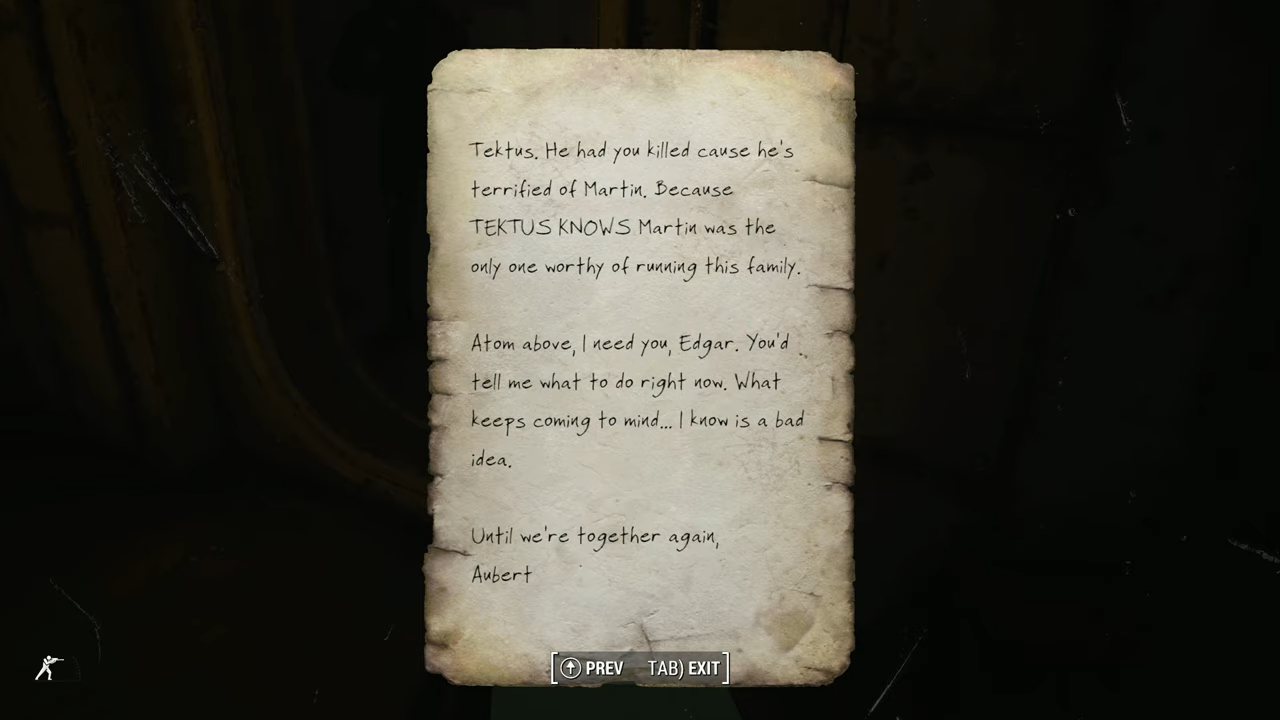 Tektus. He had you killed cause he's
terrified of Martin. Because
TEKTUS KNOWS Martin was the
only one worthy of running this family.
Atom above, I need you, Edgar. You'd
tell me what to do right now. What
keeps coming to mind... I know is a bad
idea.
Until we're together again,
Aubert
PREV TAB) EXIT